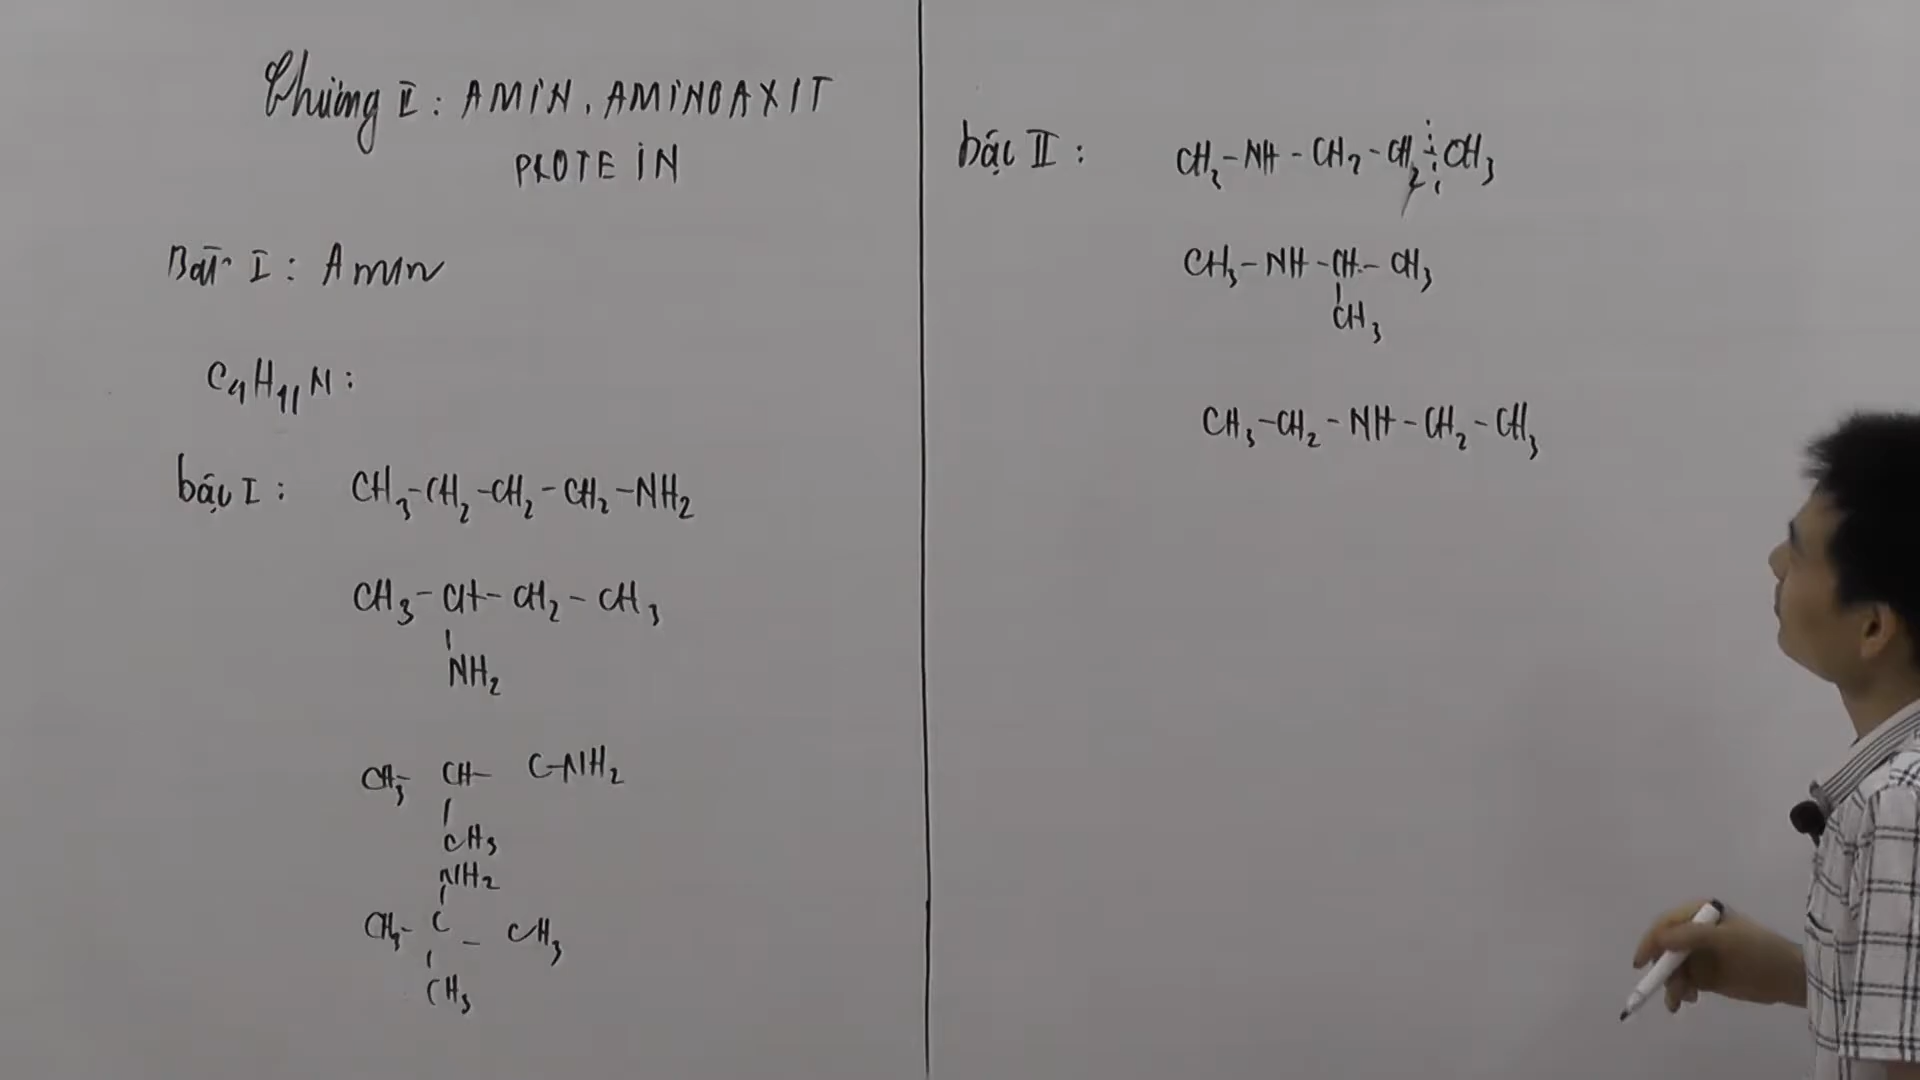 Chương II: AMIN, AMINOAXIT
PROTEIN
Bài I: Amin
C₄H₁₁N:
bậc I: CH₃-CH₂-CH₂-CH₂-NH₂
CH₃-CH-CH₂-CH₃
NH₂
CH₃- CH- C-NH₂
CH₃
NH₂
CH₃- C - CH₃
CH₃
bậc II: CH₃-NH-CH₂-CH₂-CH₃
CH₃-NH-CH-CH₃
CH₃
CH₃-CH₂-NH-CH₂-CH₃